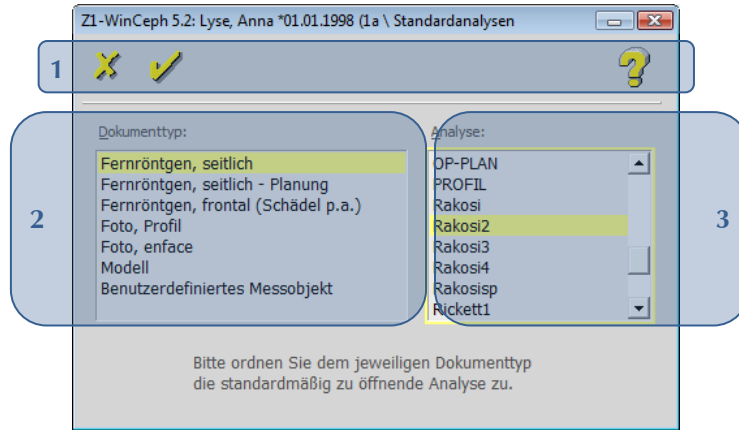 Z1-WinCeph 5.2: Lyse, Anna *01.01.1998 (1a \ Standardanalysen
1
Dokumenttyp:
Fernröntgen, seitlich
Fernröntgen, seitlich - Planung
Fernröntgen, frontal (Schädel p.a.)
Foto, Profil
Foto, enface
Modell
Benutzerdefiniertes Messobjekt
2
Analyse:
OP-PLAN
PROFIL
Rakosi
Rakosi2
Rakosi3
Rakosi4
Rakosisp
Rickett1
3
Bitte ordnen Sie dem jeweiligen Dokumenttyp
die standardmäßig zu öffnende Analyse zu.